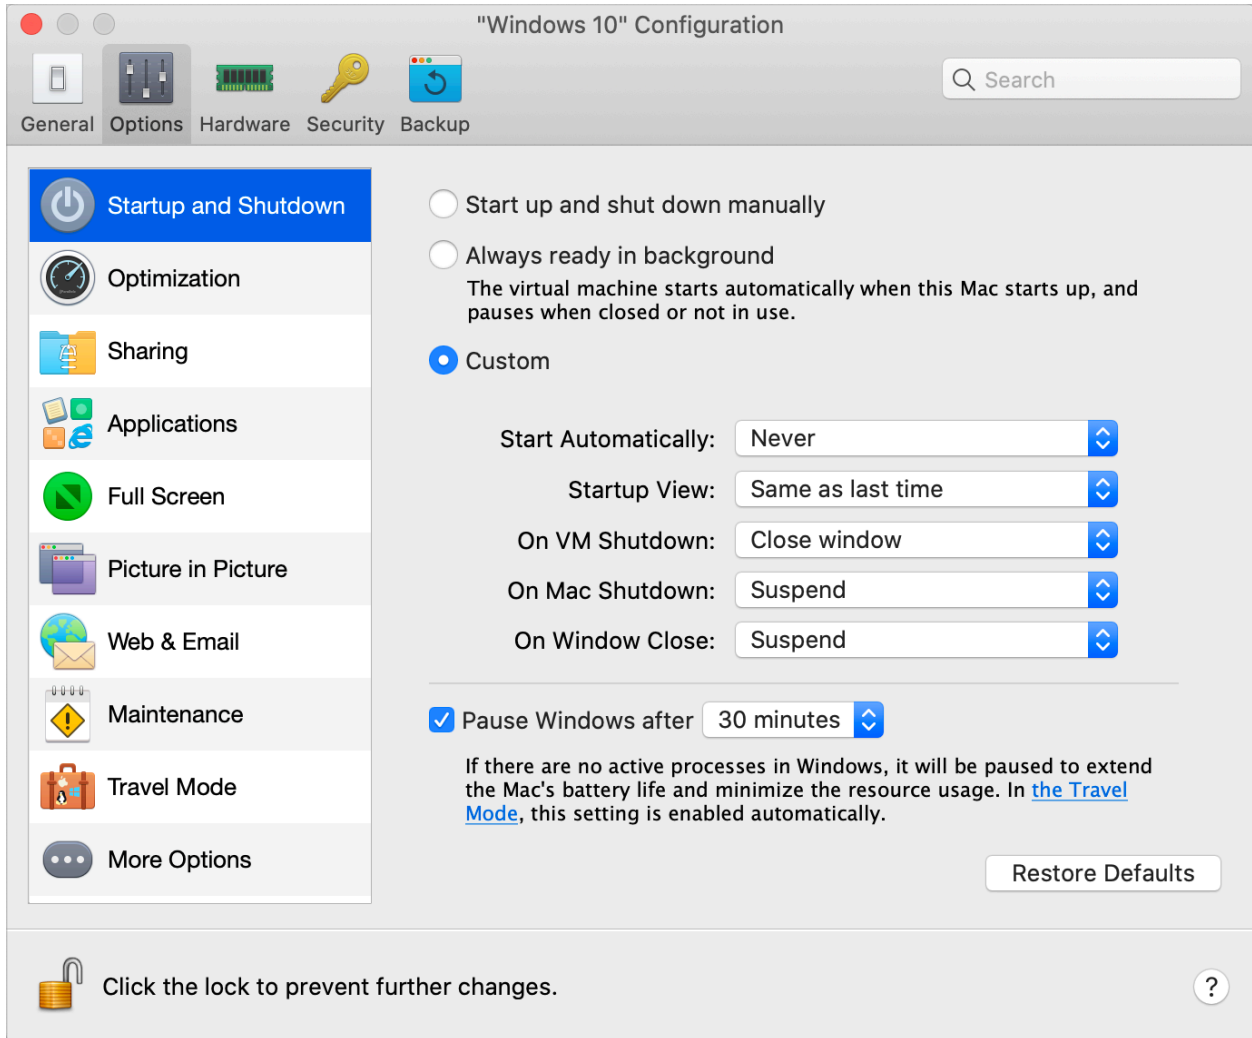 "Windows 10" Configuration
General Options Hardware Security Backup
Search
Startup and Shutdown
Optimization
Sharing
Applications
Full Screen
Picture in Picture
Web & Email
Maintenance
Travel Mode
More Options
Start up and shut down manually
Always ready in background
The virtual machine starts automatically when this Mac starts up, and
pauses when closed or not in use.
Custom
Start Automatically: Never
Startup View: Same as last time
On VM Shutdown: Close window
On Mac Shutdown: Suspend
On Window Close: Suspend
Pause Windows after 30 minutes
If there are no active processes in Windows, it will be paused to extend
the Mac's battery life and minimize the resource usage. In the Travel
Mode, this setting is enabled automatically.
Restore Defaults
Click the lock to prevent further changes.
?